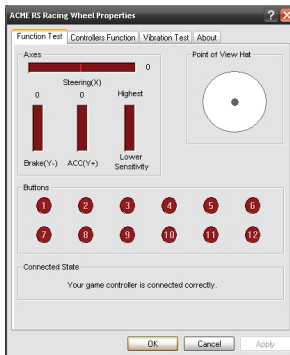 ACME RS Racing Wheel Properties
Function Test Controllers Function Vibration Test About
Axes
Point of View Hat
0
Steering(X)
0 0 Highest
Brake(Y-) ACC(Y+) Lower
Sensitivity
Buttons
1 2 3 4 5 6
7 8 9 10 11 12
Connected State
Your game controller is connected correctly.
OK Cancel Apply